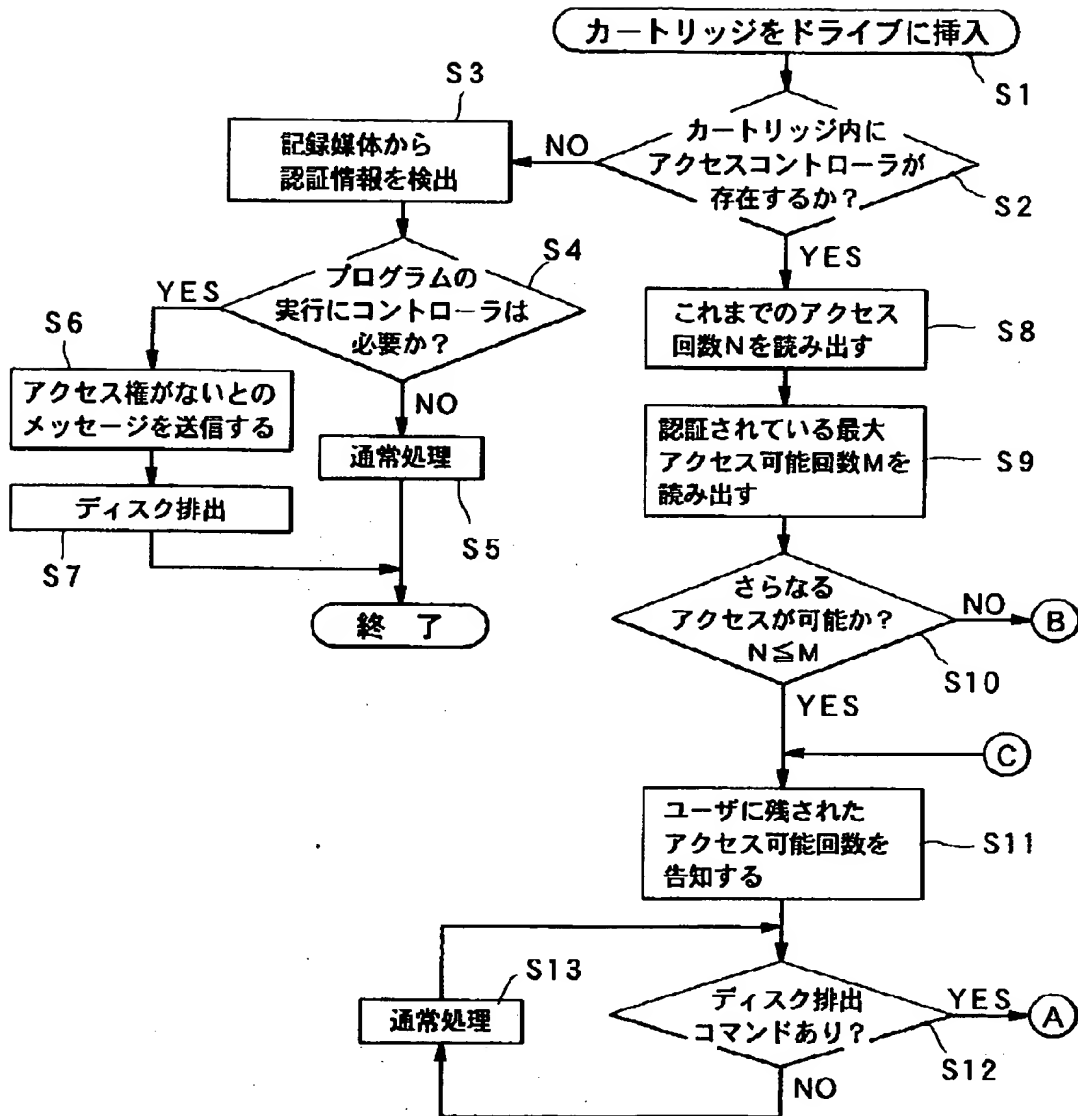 カートリッジをドライブに挿入
S1
S3
記録媒体から
認証情報を検出
NO
カートリッジ内に
アクセスコントローラが
存在するか？
S2
YES
S4
プログラムの
実行にコントローラは
必要か？
YES
NO
S6
アクセス権がないとの
メッセージを送信する
通常処理
S5
ディスク排出
S7
終了
これまでのアクセス
回数Nを読み出す
S8
認証されている最大
アクセス可能回数Mを
読み出す
S9
さらなる
アクセスが可能か？
N≦M
NO
B
S10
YES
C
ユーザに残された
アクセス可能回数を
告知する
S11
S13
通常処理
ディスク排出
コマンドあり？
YES
A
S12
NO